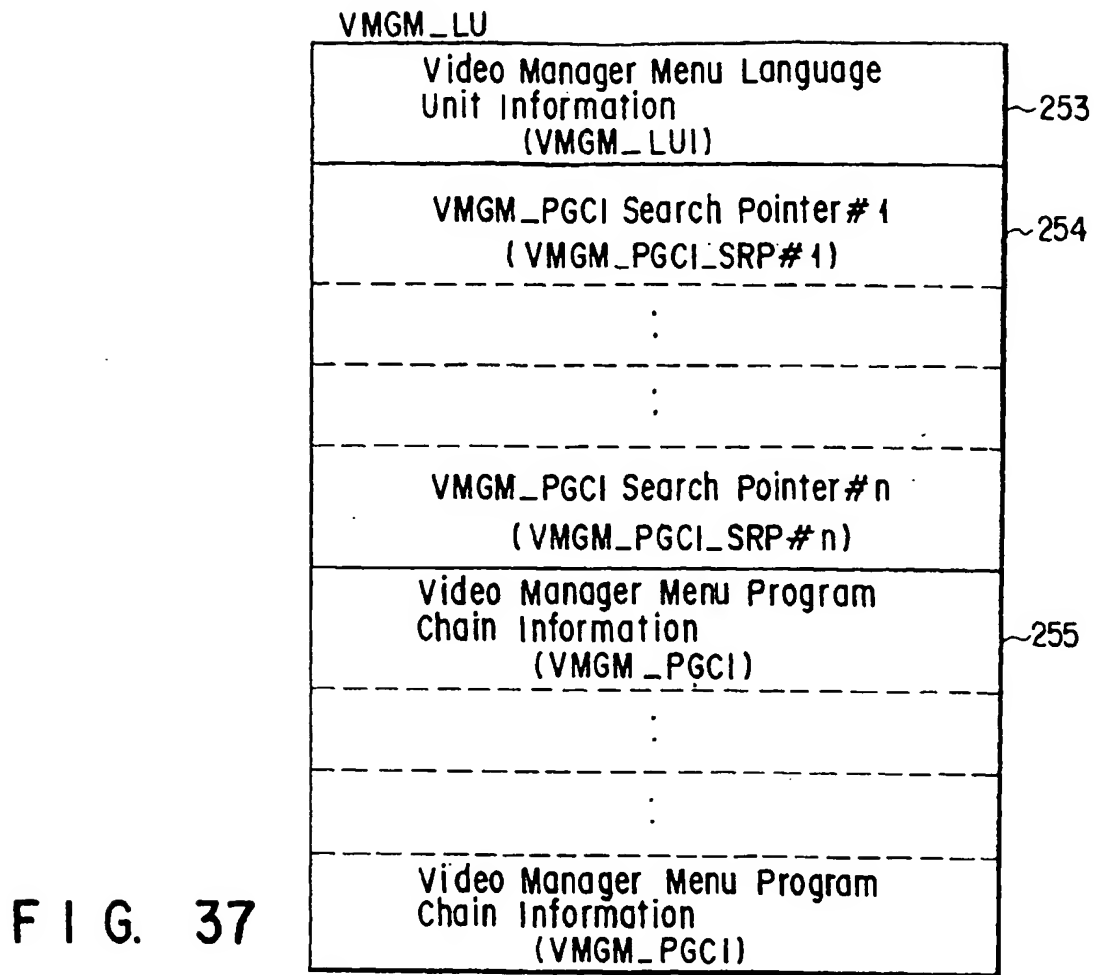 VMGM_LU
Video Manager Menu Language
Unit Information
(VMGM_LUI)
253
VMGM_PGCI Search Pointer#1
(VMGM_PGCI_SRP#1)
254
VMGM_PGCI Search Pointer#n
(VMGM_PGCI_SRP#n)
Video Manager Menu Program
Chain Information
(VMGM_PGCI)
255
Video Manager Menu Program
Chain Information
(VMGM_PGCI)
FIG. 37